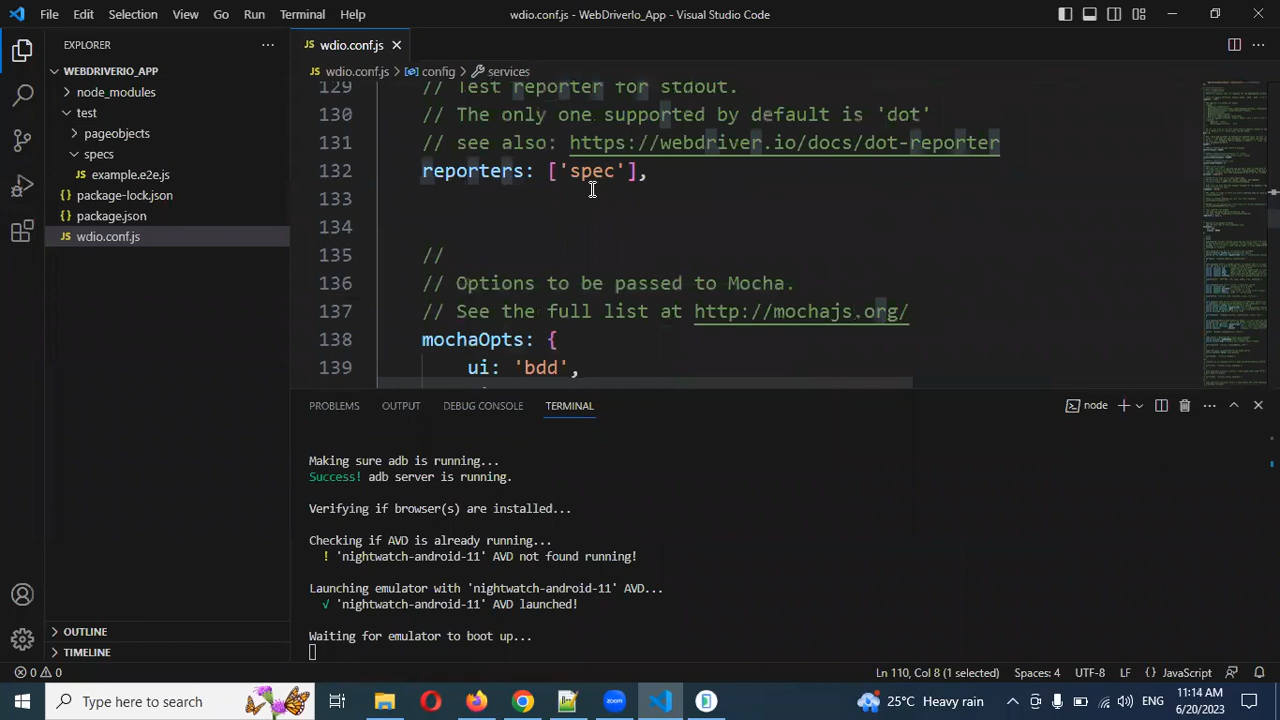 File Edit Selection View Go Run Terminal Help wdio.conf.js - WebDriverIo_App - Visual Studio Code
EXPLORER
WEBDRIVERIO_APP
node_modules
test
pageobjects
specs
example.e2e.js
package-lock.json
package.json
wdio.conf.js
OUTLINE
TIMELINE
wdio.conf.js
wdio.conf.js > config > services
129 // Test reporter for stdout.
130 // The only one supported by default is 'dot'
131 // see also: https://webdriver.io/docs/dot-reporter
132 reporters: ['spec'],
133
134
135 //
136 // Options to be passed to Mocha.
137 // See the full list at http://mochajs.org/
138 mochaOpts: {
139 ui: 'bdd',
PROBLEMS OUTPUT DEBUG CONSOLE TERMINAL node
Making sure adb is running...
Success! adb server is running.
Verifying if browser(s) are installed...
Checking if AVD is already running...
! 'nightwatch-android-11' AVD not found running!
Launching emulator with 'nightwatch-android-11' AVD...
√ 'nightwatch-android-11' AVD launched!
Waiting for emulator to boot up...
0 0 Ln 110, Col 8 (1 selected) Spaces: 4 UTF-8 LF {} JavaScript
Type here to search zoom 25°C Heavy rain ENG 1:14 AM
6/20/2023